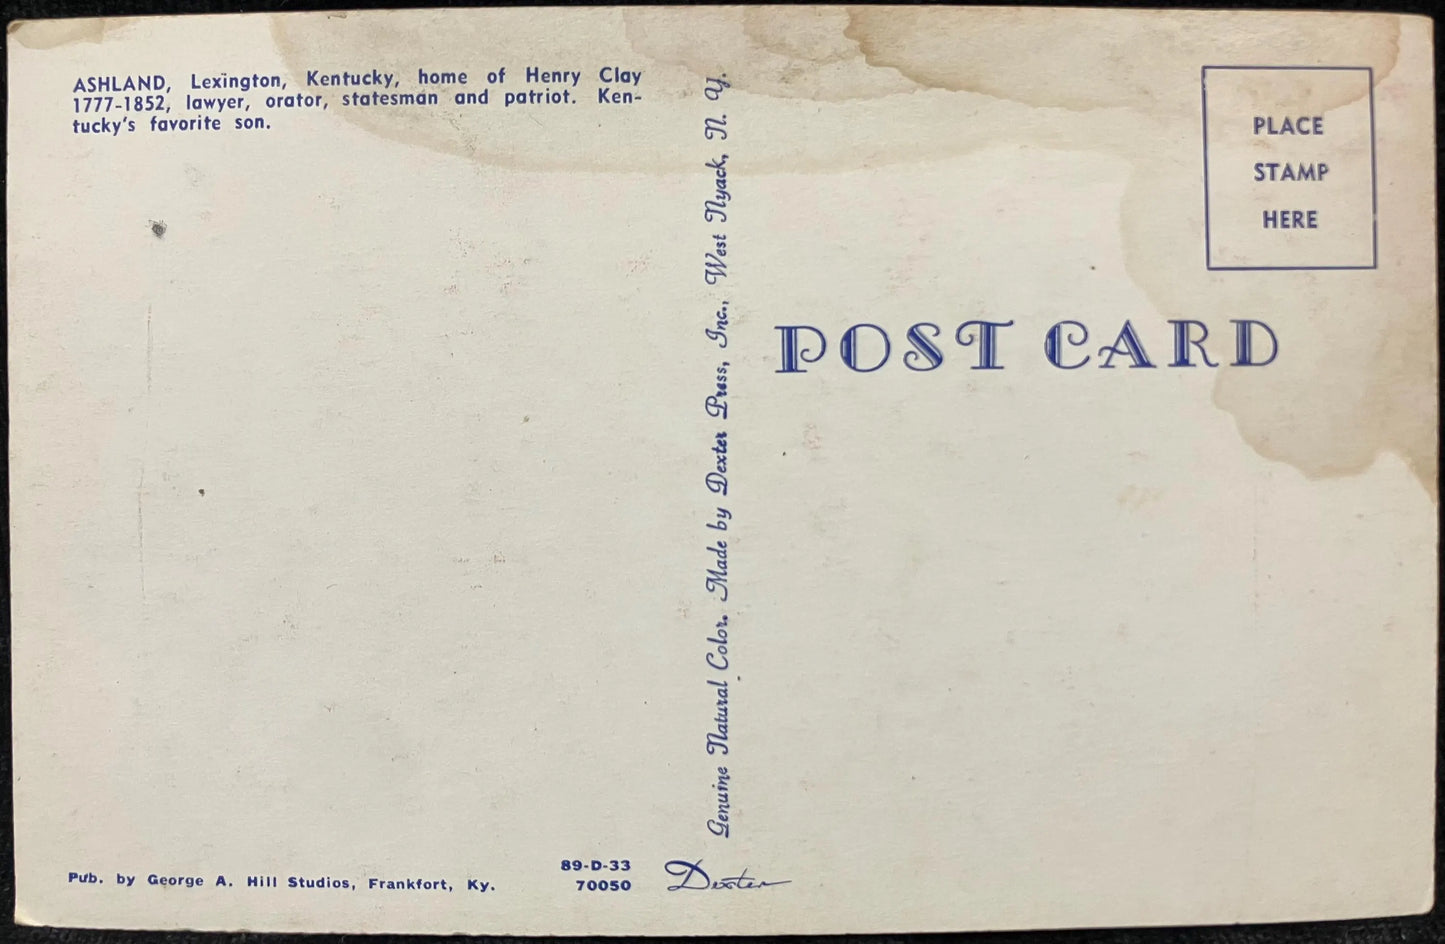 ASHLAND, Lexington, Kentucky, home of Henry Clay
1777-1852, lawyer, orator, statesman and patriot. Ken-
tucky's favorite son.
Pub. by George A. Hill Studios, Frankfort, Ky.
89-D-33
70050
Genuine Natural Color. Made by Dexter Press, Inc., West Nyack, N. Y.
Dexter
PLACE
STAMP
HERE
POST CARD